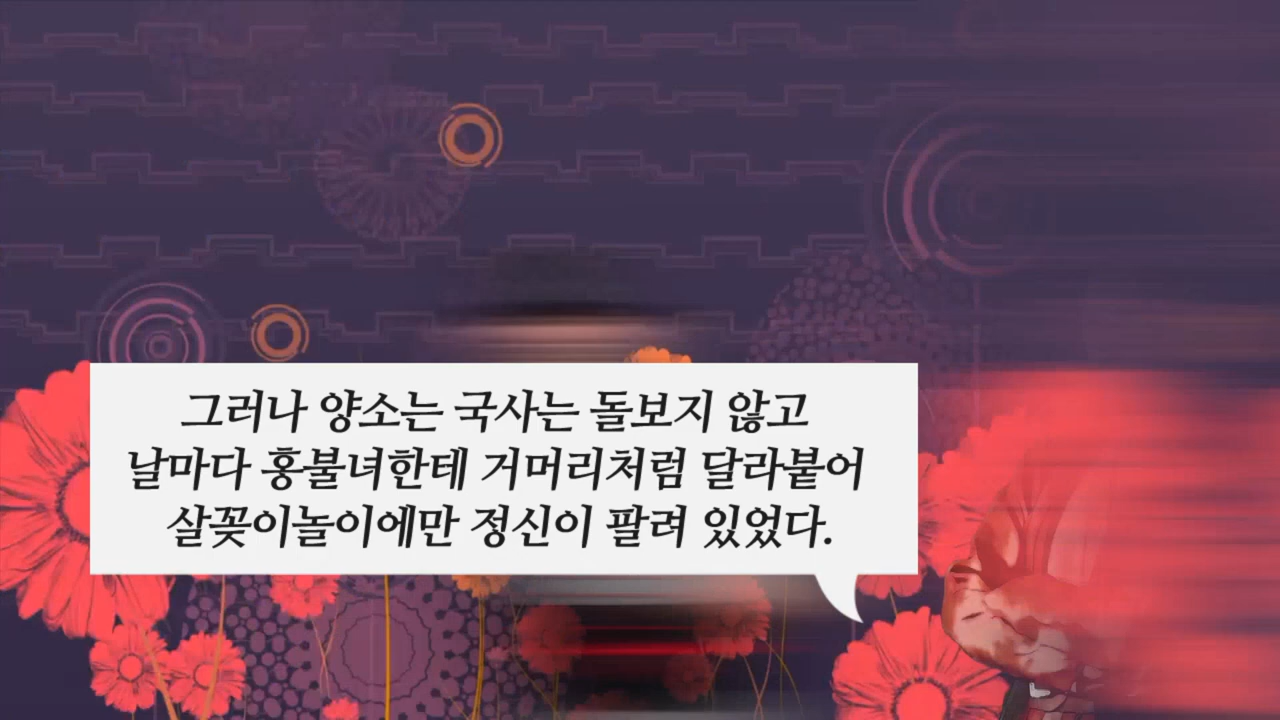 그러나 양소는 국사는 돌보지 않고
날마다 홍불녀한테 거머리처럼 달라붙어
살꽂이놀이에만 정신이 팔려 있었다.